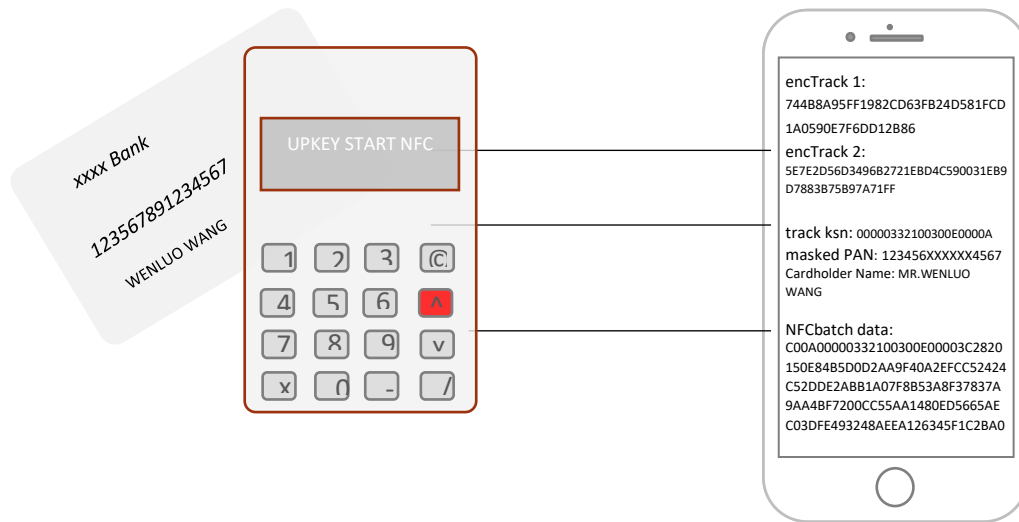 xxxx Bank
123567891234567
WENLUO WANG
UPKEY START NFC
1 2 3 ©
4 5 6 ^
7 8 9 v
x 0 - /
encTrack 1:
744B8A95FF1982CD63FB24D581FCD
1A0590E7F6DD12B86
encTrack 2:
5E7E2D56D3496B2721EBD4C590031EB9
D7883B75B97A71FF
track ksn: 00000332100300E0000A
masked PAN: 123456XXXXXX4567
Cardholder Name: MR.WENLUO
WANG
NFCbatch data:
C00A00000332100300E00003C2820
150E84B5D0D2AA9F40A2EFCC52424
C52DDE2ABB1A07F8B53A8F37837A
9AA4BF7200CC55AA1480ED5665AE
C03DFE493248AEEA126345F1C2BA0